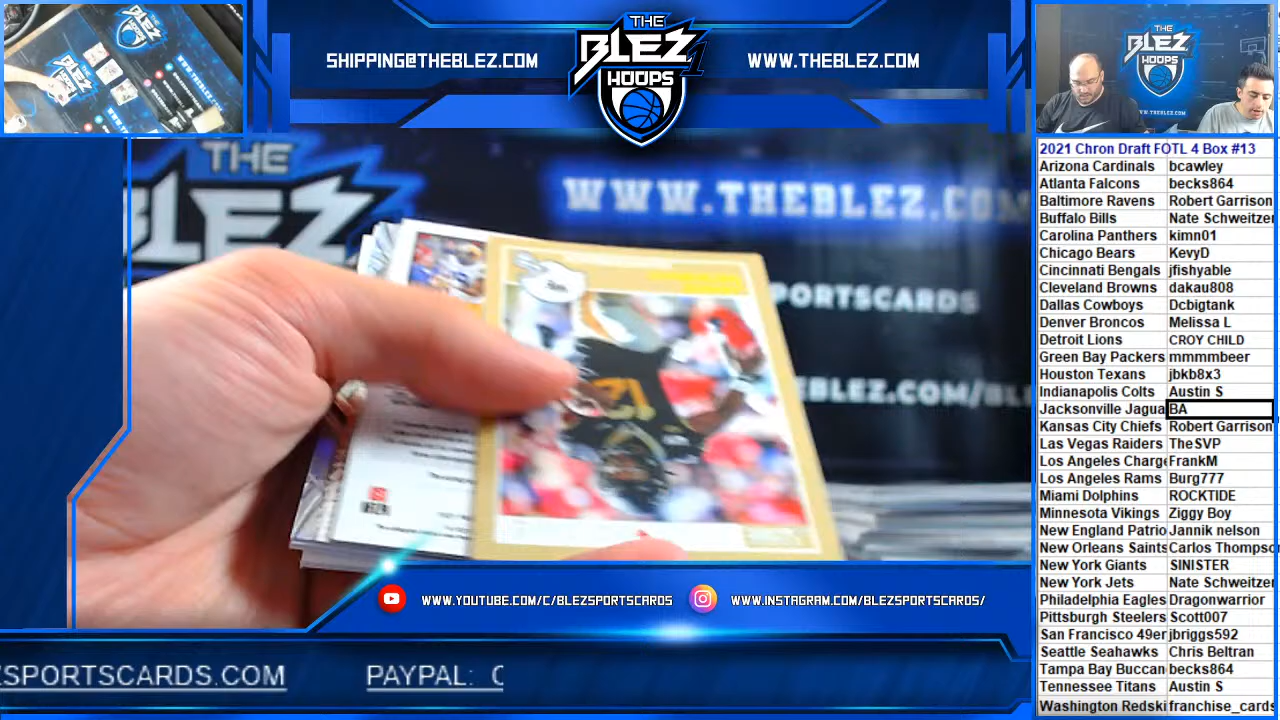 SHIPPING@THEBLEZ.COM
THE
BLEZ
HOOPS
WWW.THEBLEZ.COM
THE
BLEZ
WWW.THEBLEZ.COM
PORTSCARDS
BLEZ.COM/BL
THE
BLEZ
WWW.YOUTUBE.COM/C/BLEZSPORTSCARDS
WWW.INSTAGRAM.COM/BLEZSPORTSCARDS/
ZSPORTSCARDS.COM
PAYPAL: C
2021 Chron Draft FOTL 4 Box #13
Arizona Cardinals bcawley
Atlanta Falcons becks864
Baltimore Ravens Robert Garrison
Buffalo Bills Nate Schweitzer
Carolina Panthers kimn01
Chicago Bears KevyD
Cincinnati Bengals jfishyable
Cleveland Browns dakau808
Dallas Cowboys Dcbigtank
Denver Broncos Melissa L
Detroit Lions CROY CHILD
Green Bay Packers mmmmbeer
Houston Texans jbkb8x3
Indianapolis Colts Austin S
Jacksonville Jagua BA
Kansas City Chiefs Robert Garrison
Las Vegas Raiders TheSVP
Los Angeles Charge FrankM
Los Angeles Rams Burg777
Miami Dolphins ROCKTIDE
Minnesota Vikings Ziggy Boy
New England Patrio Jannik nelson
New Orleans Saints Carlos Thompso
New York Giants SINISTER
New York Jets Nate Schweitzer
Philadelphia Eagles Dragonwarrior
Pittsburgh Steelers Scott007
San Francisco 49er jbriggs592
Seattle Seahawks Chris Beltran
Tampa Bay Buccan becks864
Tennessee Titans Austin S
Washington Redski franchise_cards